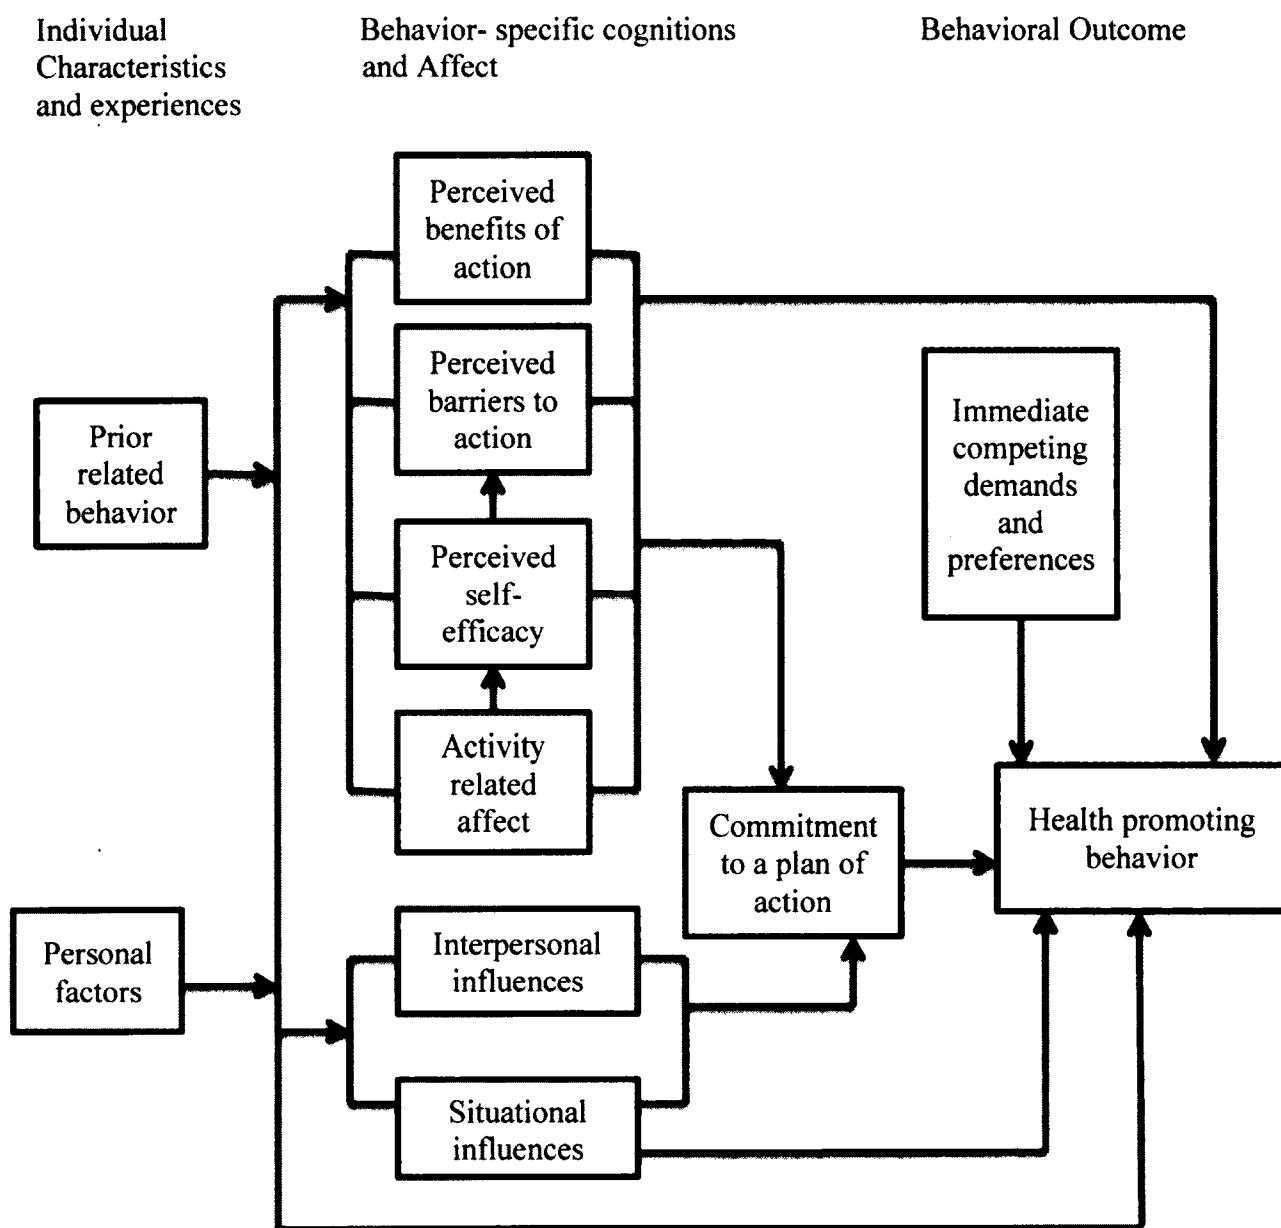 Individual
Characteristics
and experiences
Behavior- specific cognitions
and Affect
Behavioral Outcome
Perceived
benefits of
action
Perceived
barriers to
action
Perceived
self-
efficacy
Activity
related
affect
Prior
related
behavior
Personal
factors
Interpersonal
influences
Situational
influences
Commitment
to a plan of
action
Immediate
competing
demands
and
preferences
Health promoting
behavior